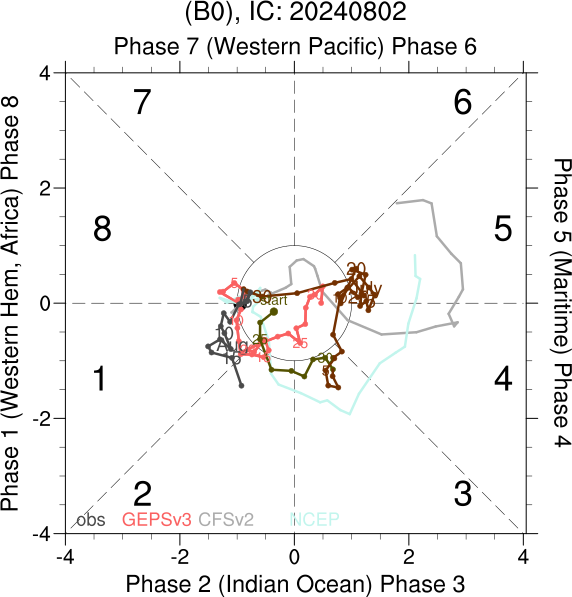 (B0), IC: 20240802
Phase 7 (Western Pacific) Phase 6
Phase 1 (Western Hem, Africa) Phase 8
Phase 5 (Maritime) Phase 4
4
2
0
-2
-4
7
6
8
5
1
4
2
3
start
obs GEPSv3 CFSv2 NCEP
-4 -2 0 2 4
Phase 2 (Indian Ocean) Phase 3